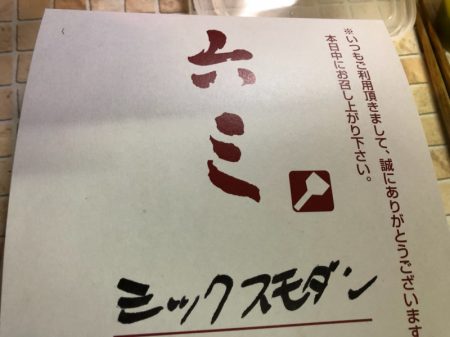 ※いつもご利用頂きまして、誠にありがとうございます
本日中にお召し上がり下さい。
六三
ミックスモダン